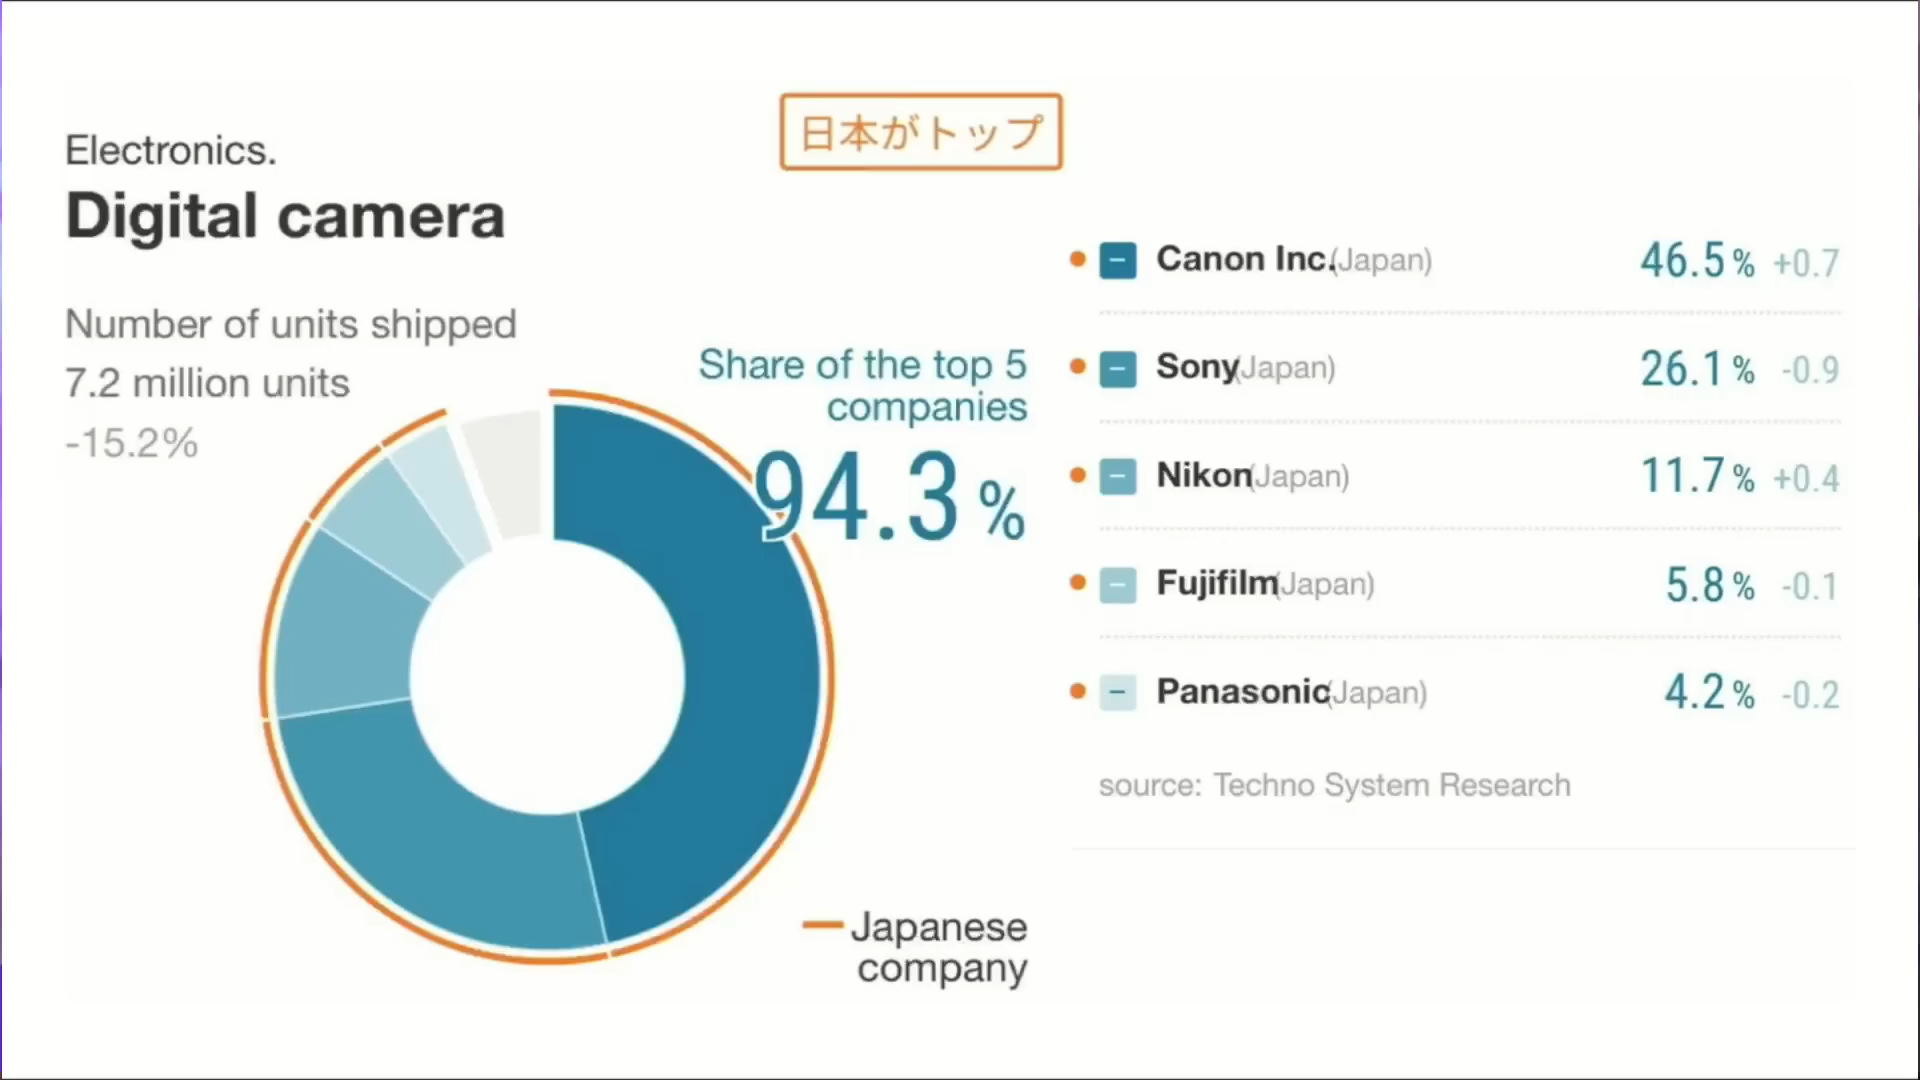 日本がトップ
Electronics.
Digital camera
Number of units shipped
7.2 million units
-15.2%
Share of the top 5
companies
94.3 %
Japanese
company
Canon Inc.(Japan) 46.5 % +0.7
Sony(Japan) 26.1 % -0.9
Nikon(Japan) 11.7 % +0.4
Fujifilm(Japan) 5.8 % -0.1
Panasonic(Japan) 4.2 % -0.2
source: Techno System Research